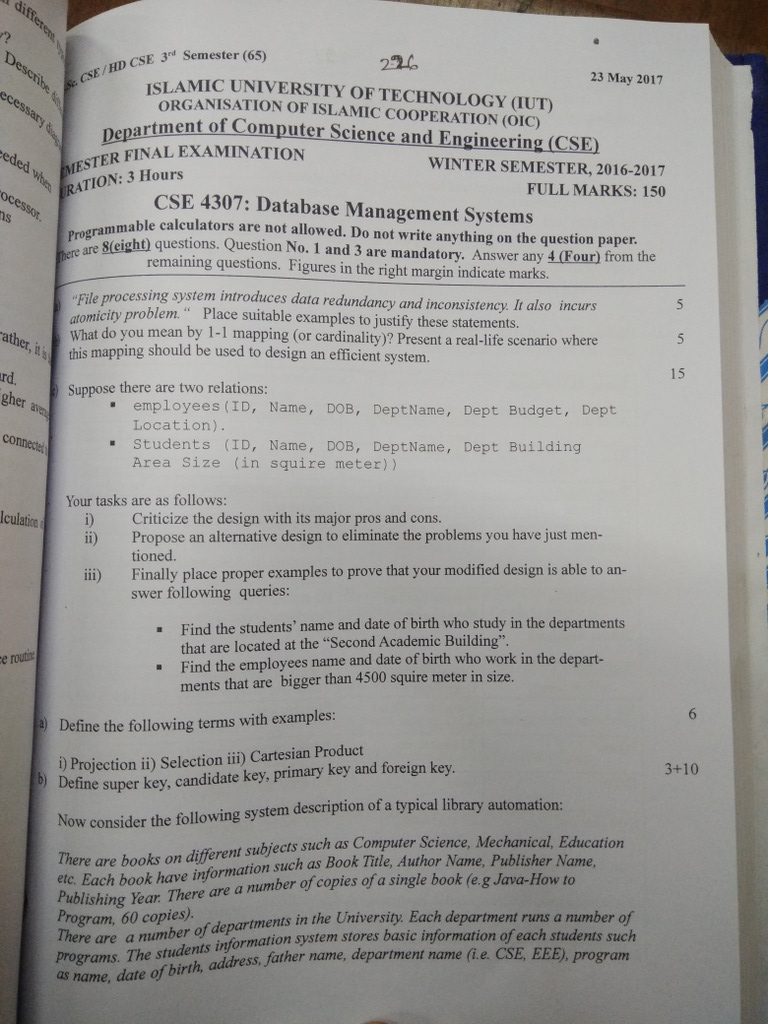 different
?
Describe
Sc. CSE / HD CSE 3rd Semester (65)
226
23 May 2017
ISLAMIC UNIVERSITY OF TECHNOLOGY (IUT)
ORGANISATION OF ISLAMIC COOPERATION (OIC)
Department of Computer Science and Engineering (CSE)
EMESTER FINAL EXAMINATION
WINTER SEMESTER, 2016-2017
URATION: 3 Hours
FULL MARKS: 150
CSE 4307: Database Management Systems
Programmable calculators are not allowed. Do not write anything on the question paper.
There are 8(eight) questions. Question No. 1 and 3 are mandatory. Answer any 4 (Four) from the
remaining questions. Figures in the right margin indicate marks.
"File processing system introduces data redundancy and inconsistency. It also incurs 5
atomicity problem." Place suitable examples to justify these statements.
What do you mean by 1-1 mapping (or cardinality)? Present a real-life scenario where 5
this mapping should be used to design an efficient system.
15
Suppose there are two relations:
▪ employees(ID, Name, DOB, DeptName, Dept Budget, Dept
Location).
▪ Students (ID, Name, DOB, DeptName, Dept Building
Area Size (in squire meter))
Your tasks are as follows:
i) Criticize the design with its major pros and cons.
ii) Propose an alternative design to eliminate the problems you have just men-
tioned.
iii) Finally place proper examples to prove that your modified design is able to an-
swer following queries:
▪ Find the students' name and date of birth who study in the departments
that are located at the "Second Academic Building".
▪ Find the employees name and date of birth who work in the depart-
ments that are bigger than 4500 squire meter in size.
a) Define the following terms with examples: 6
i) Projection ii) Selection iii) Cartesian Product
b) Define super key, candidate key, primary key and foreign key. 3+10
Now consider the following system description of a typical library automation:
There are books on different subjects such as Computer Science, Mechanical, Education
etc. Each book have information such as Book Title, Author Name, Publisher Name,
Publishing Year. There are a number of copies of a single book (e.g Java-How to
Program, 60 copies).
There are a number of departments in the University. Each department runs a number of
programs. The students information system stores basic information of each students such
as name, date of birth, address, father name, department name (i.e. CSE, EEE), program